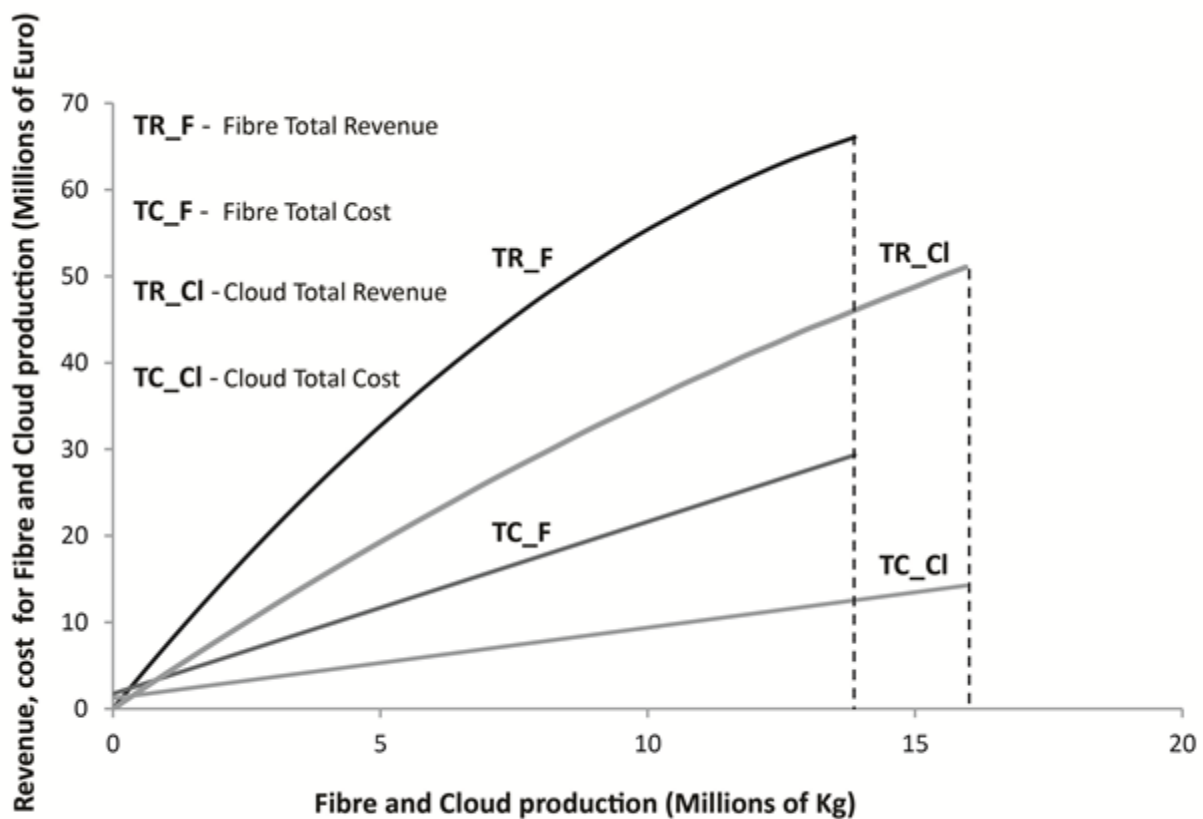 Revenue, cost for Fibre and Cloud production (Millions of Euro)
70
60
50
40
30
20
10
0
TR_F - Fibre Total Revenue
TC_F - Fibre Total Cost
TR_Cl - Cloud Total Revenue
TC_Cl - Cloud Total Cost
TR_F
TR_Cl
TC_F
TC_Cl
0 5 10 15 20
Fibre and Cloud production (Millions of Kg)